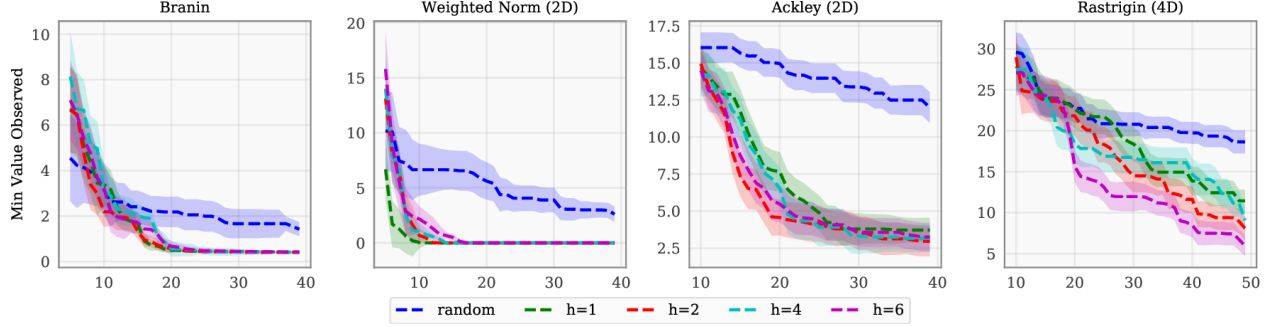 Branin
Weighted Norm (2D)
Ackley (2D)
Rastrigin (4D)
Min Value Observed
10
8
6
4
2
0
10 20 30 40
20
15
10
5
0
10 20 30 40
17.5
15.0
12.5
10.0
7.5
5.0
2.5
10 15 20 25 30 35 40
30
25
20
15
10
5
10 20 30 40 50
random h=1 h=2 h=4 h=6